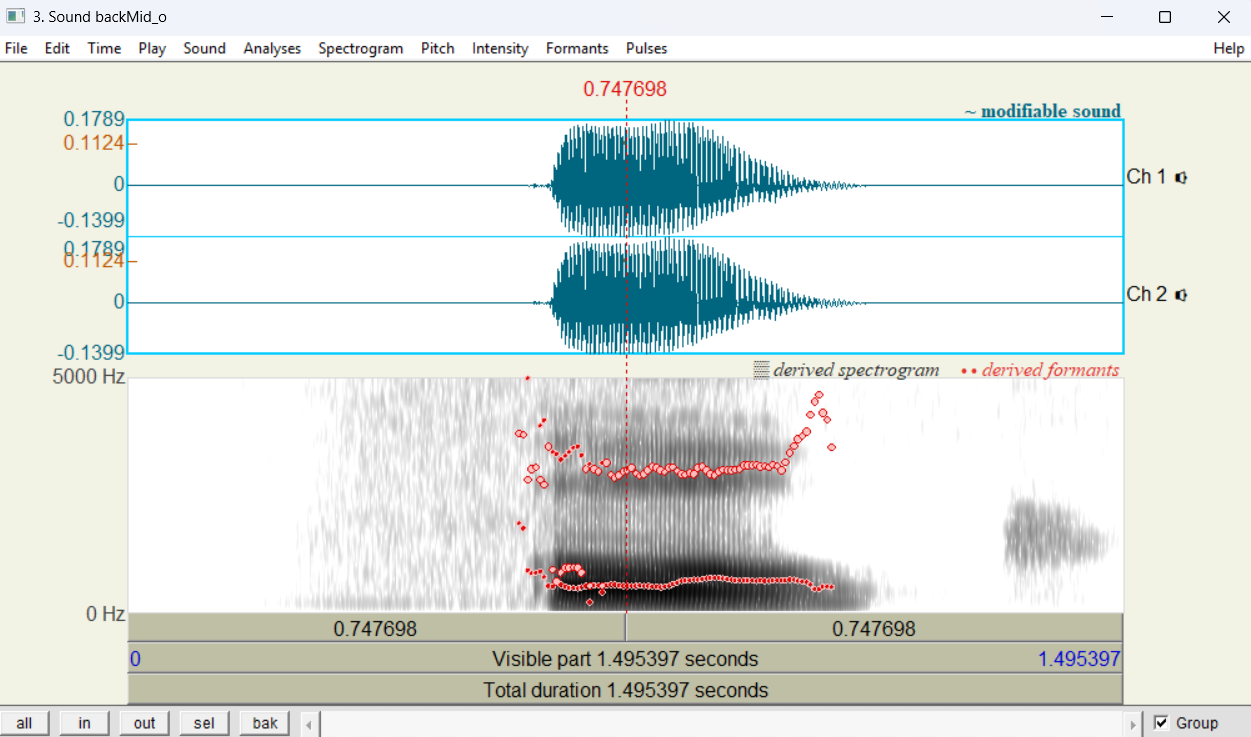 3. Sound backMid_o
File Edit Time Play Sound Analyses Spectrogram Pitch Intensity Formants Pulses Help
0.747698
~ modifiable sound
0.1789
0.1124
0
-0.1399
Ch 1
0.1789
0.1124
0
-0.1399
Ch 2
derived spectrogram derived formants
5000 Hz
0 Hz
0.747698 0.747698
0 Visible part 1.495397 seconds 1.495397
Total duration 1.495397 seconds
all in out sel bak Group